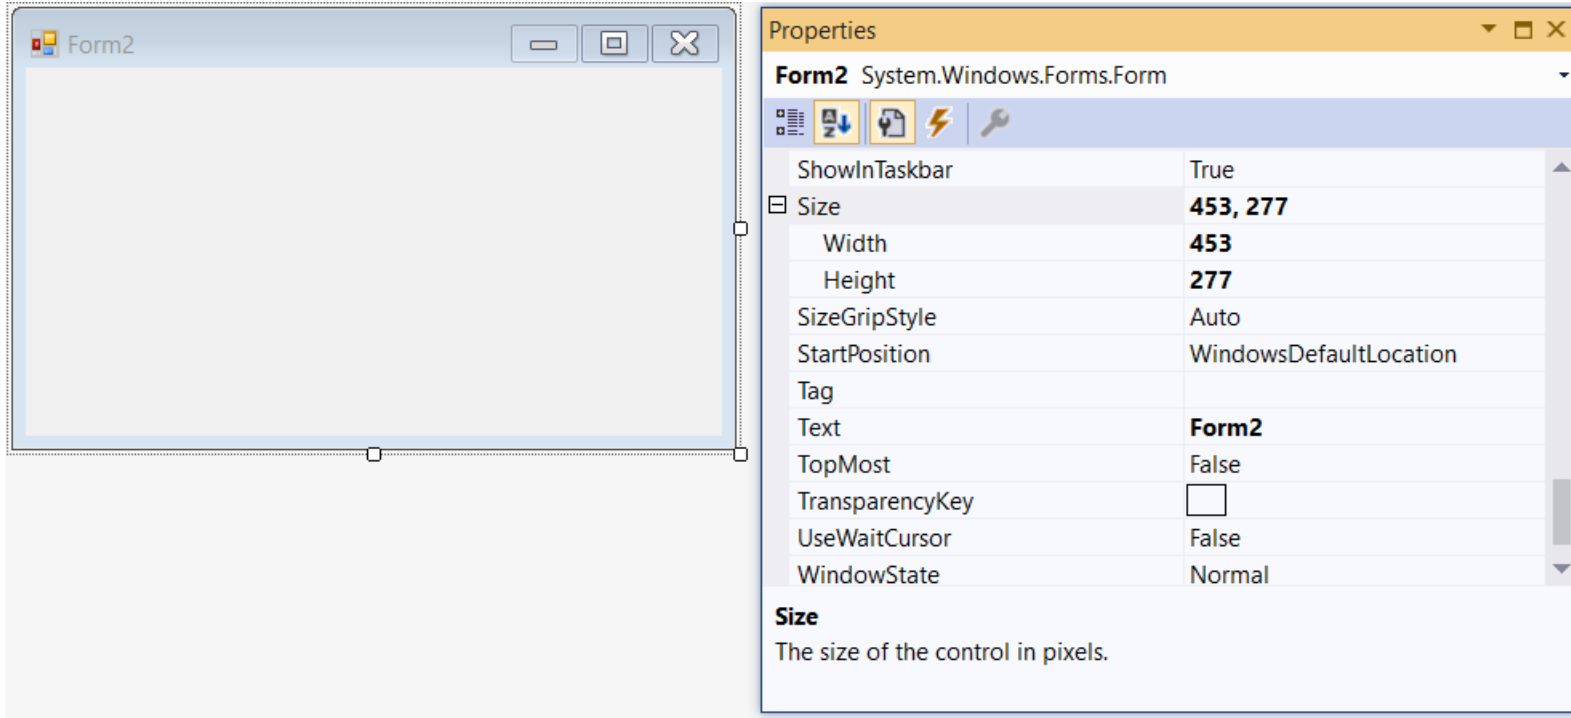 Form2
Properties
Form2 System.Windows.Forms.Form
ShowInTaskbar True
Size 453, 277
Width 453
Height 277
SizeGripStyle Auto
StartPosition WindowsDefaultLocation
Tag
Text Form2
TopMost False
TransparencyKey
UseWaitCursor False
WindowState Normal
Size
The size of the control in pixels.